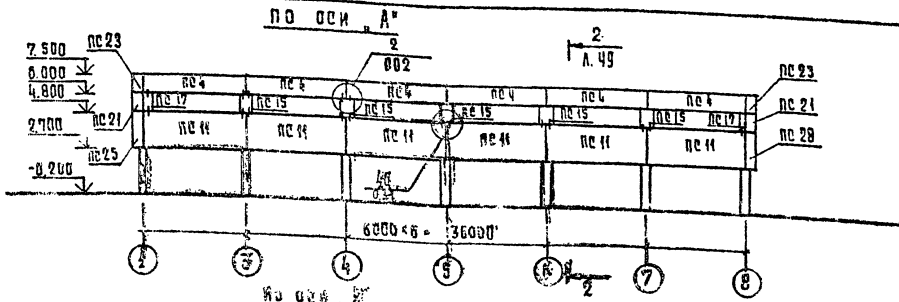 по оси „А"
2
002
2
Л. 49
7.500
6.000
4.800
2.700
-0,200
пс 23
пс 21
пс 25
пс 4 пс 4 пс 4 пс 4 пс 4 пс 4
пс 17 пс 15 пс 15 пс 15 пс 15 пс 15 пс 17
пс 11 пс 11 пс 11 пс 11 пс 11 пс 11
пс 23
пс 21
пс 28
6000×6 = 36000
2 3 4 5 6 7 8
2